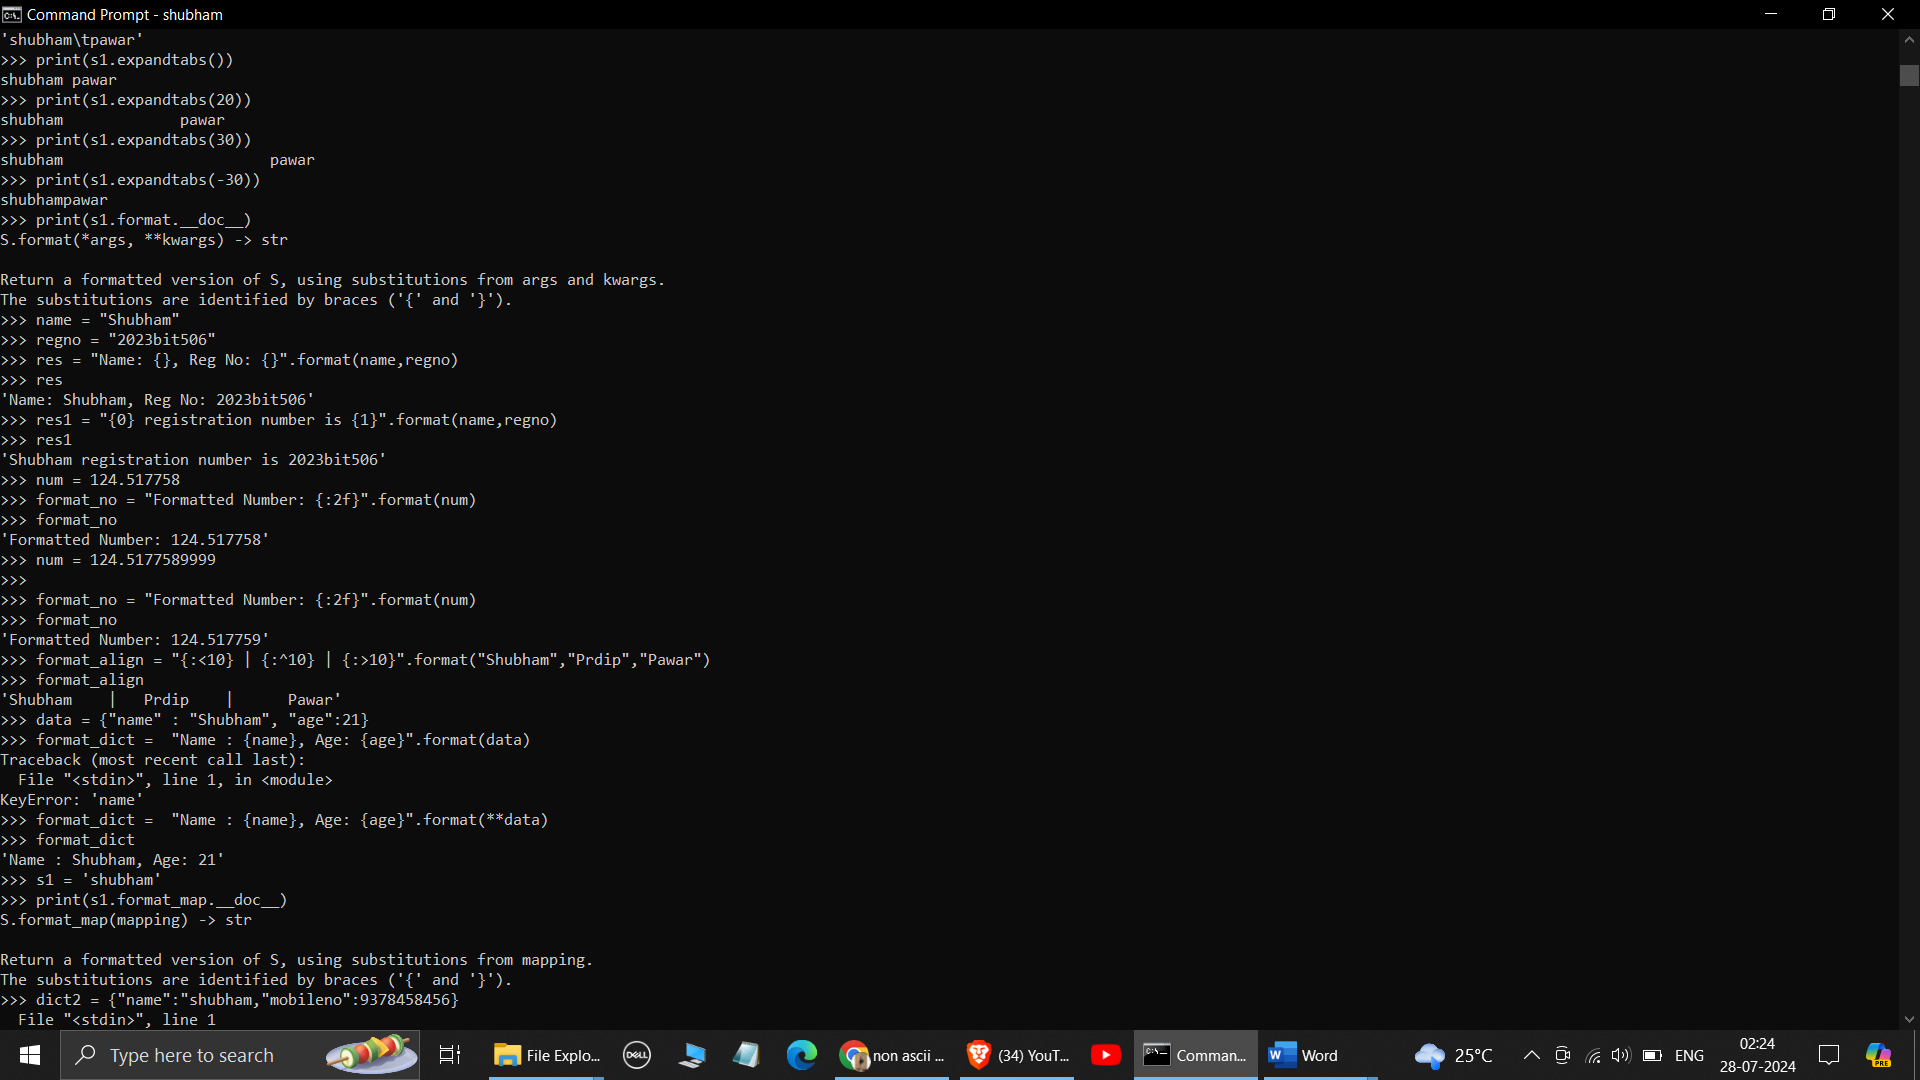 Command Prompt - shubham
'shubham\tpawar'
>>> print(s1.expandtabs())
shubham pawar
>>> print(s1.expandtabs(20))
shubham             pawar
>>> print(s1.expandtabs(30))
shubham                       pawar
>>> print(s1.expandtabs(-30))
shubhampawar
>>> print(s1.format.__doc__)
S.format(*args, **kwargs) -> str

Return a formatted version of S, using substitutions from args and kwargs.
The substitutions are identified by braces ('{' and '}').
>>> name = "Shubham"
>>> regno = "2023bit506"
>>> res = "Name: {}, Reg No: {}".format(name,regno)
>>> res
'Name: Shubham, Reg No: 2023bit506'
>>> res1 = "{0} registration number is {1}".format(name,regno)
>>> res1
'Shubham registration number is 2023bit506'
>>> num = 124.517758
>>> format_no = "Formatted Number: {:2f}".format(num)
>>> format_no
'Formatted Number: 124.517758'
>>> num = 124.5177589999
>>>
>>> format_no = "Formatted Number: {:2f}".format(num)
>>> format_no
'Formatted Number: 124.517759'
>>> format_align = "{:<10} | {:^10} | {:>10}".format("Shubham","Prdip","Pawar")
>>> format_align
'Shubham    |   Prdip    |      Pawar'
>>> data = {"name" : "Shubham", "age":21}
>>> format_dict =  "Name : {name}, Age: {age}".format(data)
Traceback (most recent call last):
  File "<stdin>", line 1, in <module>
KeyError: 'name'
>>> format_dict =  "Name : {name}, Age: {age}".format(**data)
>>> format_dict
'Name : Shubham, Age: 21'
>>> s1 = 'shubham'
>>> print(s1.format_map.__doc__)
S.format_map(mapping) -> str

Return a formatted version of S, using substitutions from mapping.
The substitutions are identified by braces ('{' and '}').
>>> dict2 = {"name":"shubham,"mobileno":9378458456}
  File "<stdin>", line 1
Type here to search
File Explo...
DELL
non ascii ...
(34) YouT...
Comman...
Word
25°C
ENG
02:24
28-07-2024
PRE